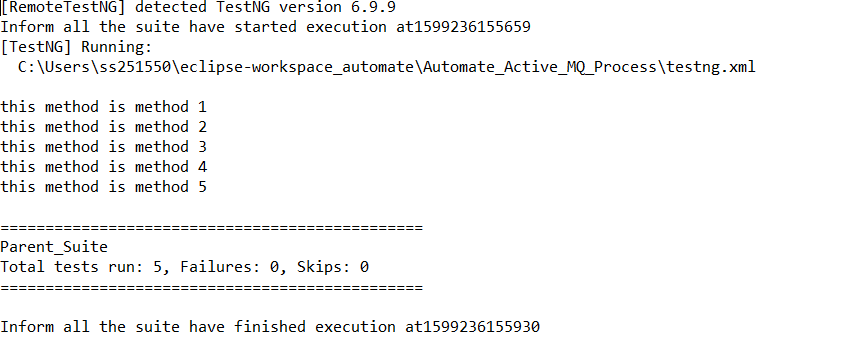 [RemoteTestNG] detected TestNG version 6.9.9
Inform all the suite have started execution at1599236155659
[TestNG] Running:
  C:\Users\ss251550\eclipse-workspace_automate\Automate_Active_MQ_Process\testng.xml

this method is method 1
this method is method 2
this method is method 3
this method is method 4
this method is method 5

===============================================
Parent_Suite
Total tests run: 5, Failures: 0, Skips: 0
===============================================

Inform all the suite have finished execution at1599236155930